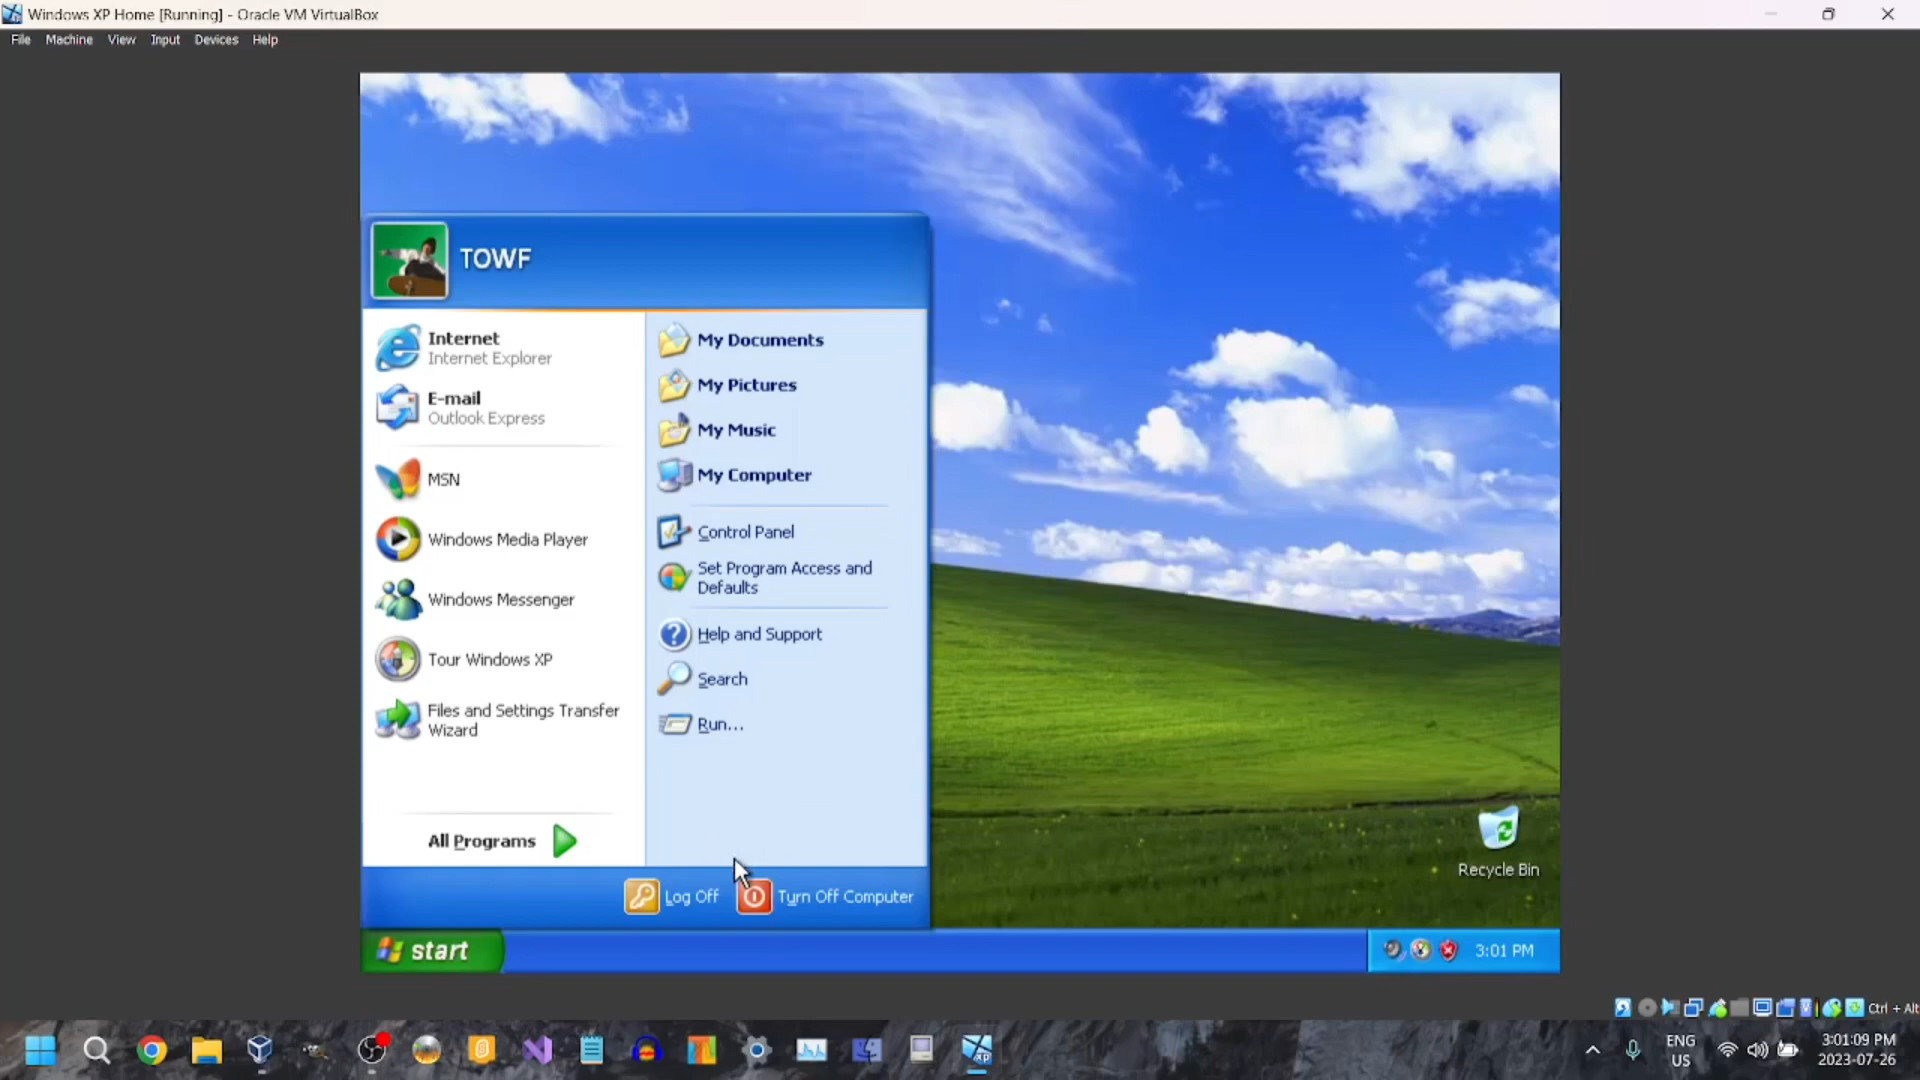 Windows XP Home [Running] - Oracle VM VirtualBox
File Machine View Input Devices Help
TOWF
Internet
Internet Explorer
E-mail
Outlook Express
MSN
Windows Media Player
Windows Messenger
Tour Windows XP
Files and Settings Transfer
Wizard
All Programs
My Documents
My Pictures
My Music
My Computer
Control Panel
Set Program Access and
Defaults
Help and Support
Search
Run...
Log Off
Turn Off Computer
Recycle Bin
start
3:01 PM
Ctrl + Alt
ENG
US
3:01:09 PM
2023-07-26